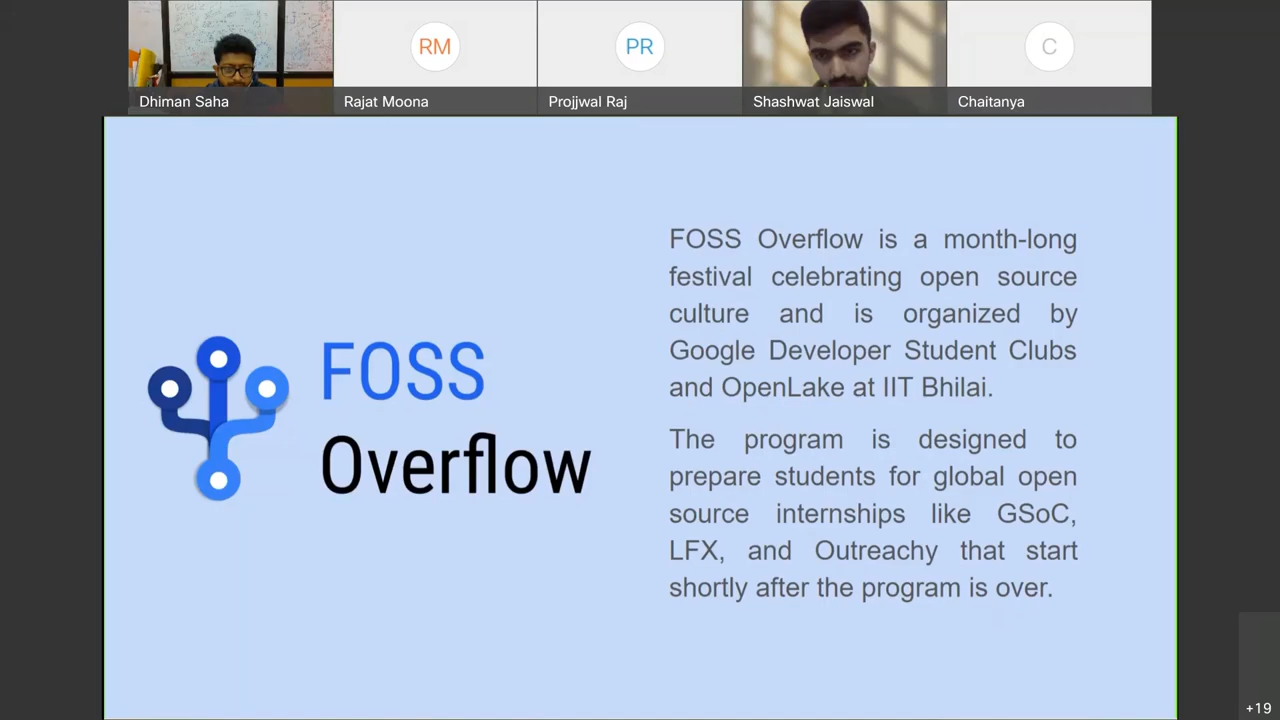 RM
PR
C
Dhiman Saha
Rajat Moona
Projjwal Raj
Shashwat Jaiswal
Chaitanya
FOSS
Overflow
FOSS Overflow is a month-long
festival celebrating open source
culture and is organized by
Google Developer Student Clubs
and OpenLake at IIT Bhilai.
The program is designed to
prepare students for global open
source internships like GSoC,
LFX, and Outreachy that start
shortly after the program is over.
+19